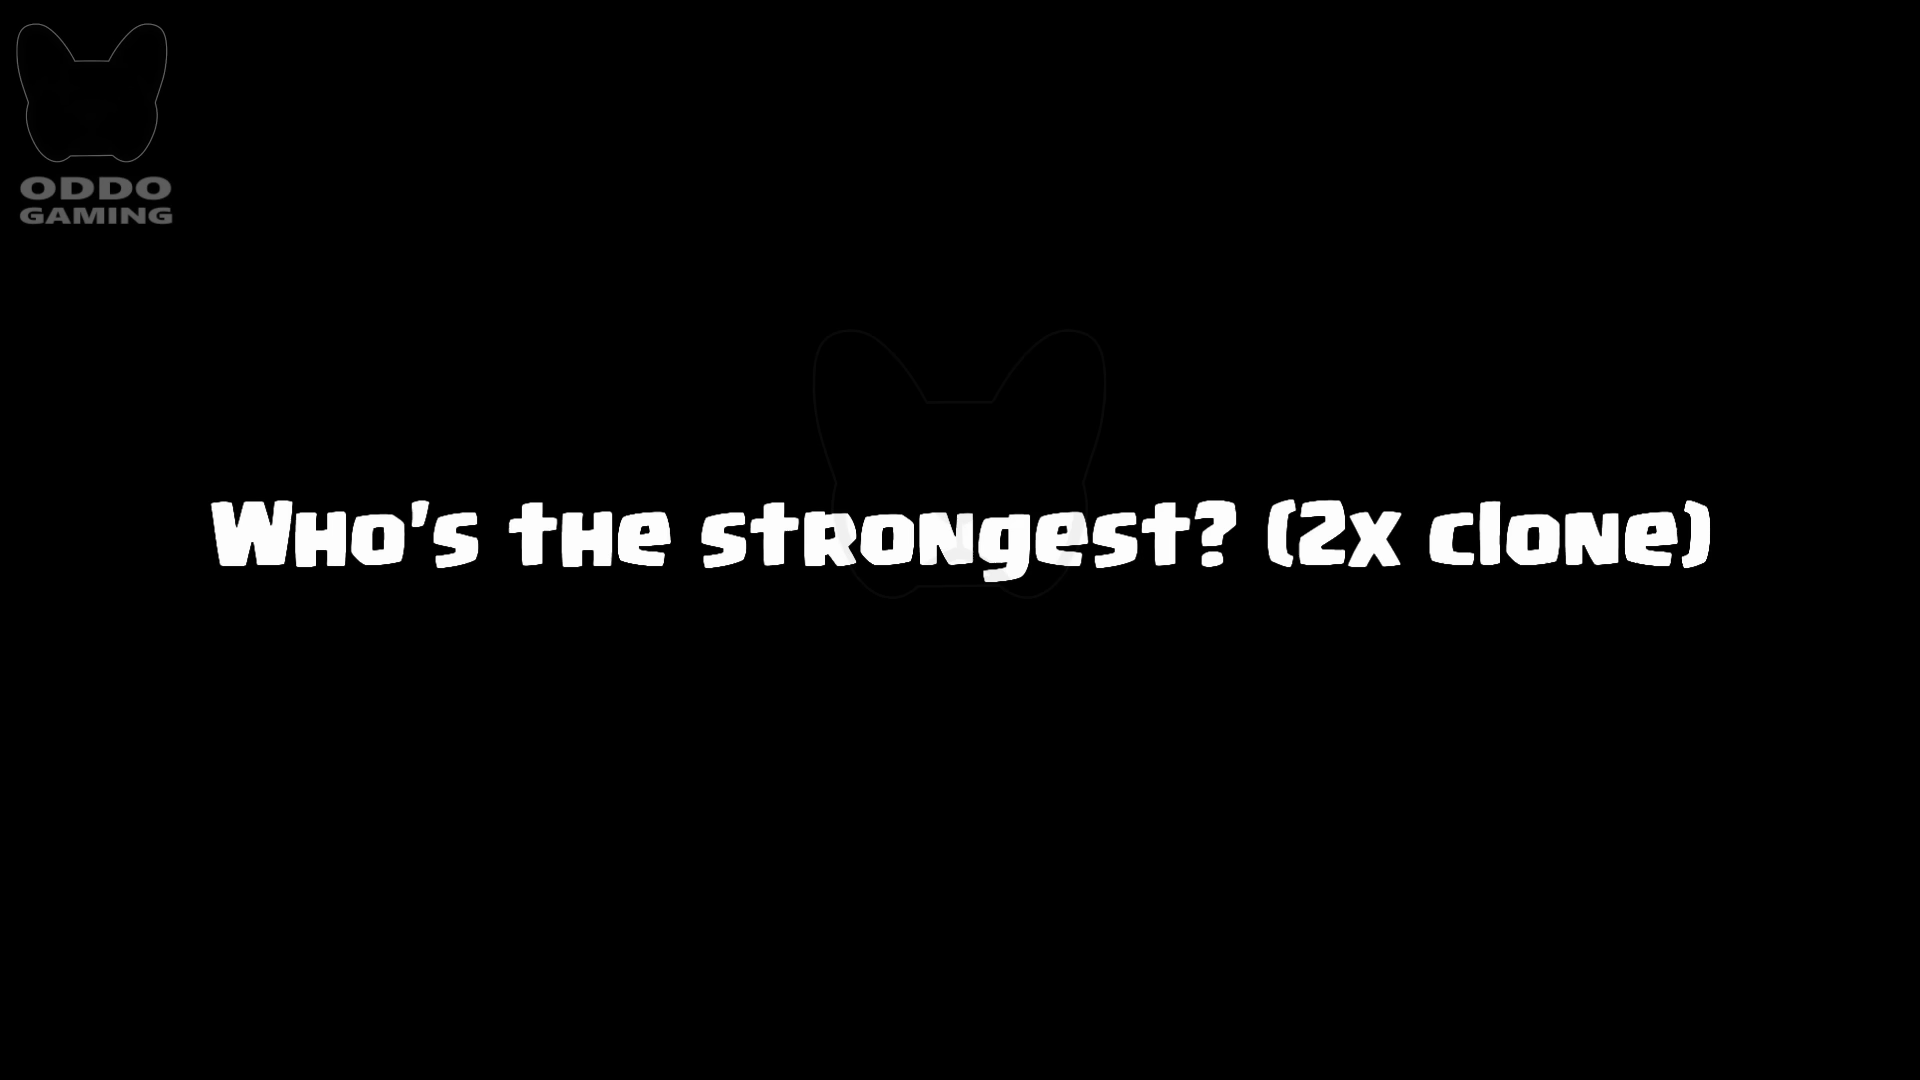 ODDO
GAMING
Who's the strongest? (2x clone)